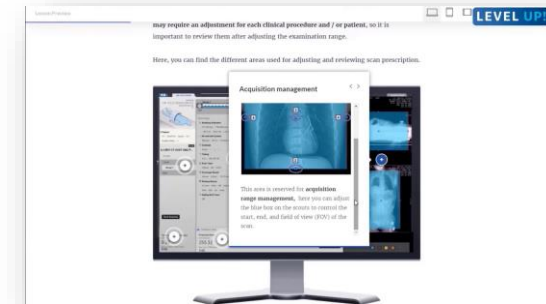 Lesson Preview
LEVEL UP!
may require an adjustment for each clinical procedure and / or patient, so it is
important to review them after adjusting the examination range.
Here, you can find the different areas used for adjusting and reviewing scan prescription.
Acquisition management
This area is reserved for acquisition
range management, here you can adjust
the blue box on the scouts to control the
start, end, and field of view (FOV) of the
scan.